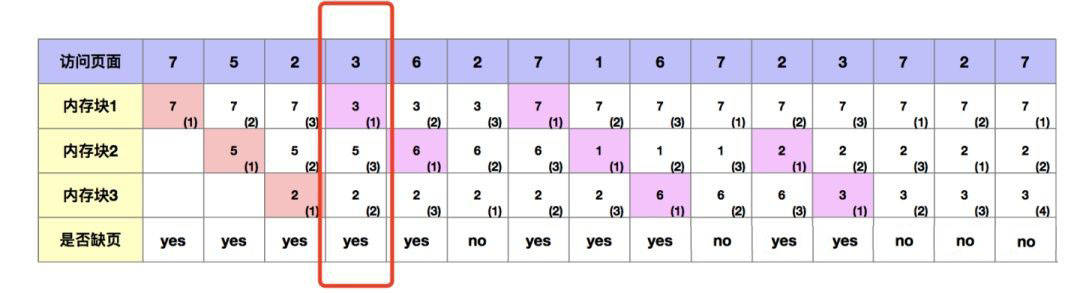 访问页面 7 5 2 3 6 2 7 1 6 7 2 3 7 2 7
内存块1 7 (1) 7 (2) 7 (3) 3 (1) 3 (2) 3 (3) 7 (1) 7 (2) 7 (3) 7 (1) 7 (2) 7 (3) 7 (1) 7 (2) 7 (1)
内存块2 5 (1) 5 (2) 5 (3) 6 (1) 6 (2) 6 (3) 1 (1) 1 (2) 1 (3) 2 (1) 2 (2) 2 (3) 2 (1) 2 (2)
内存块3 2 (1) 2 (2) 2 (3) 2 (1) 2 (2) 2 (3) 6 (1) 6 (2) 6 (3) 3 (1) 3 (2) 3 (3) 3 (4)
是否缺页 yes yes yes yes yes no yes yes yes no yes yes no no no